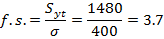 f.s. = S_yt / σ = 1480 / 400 = 3.7